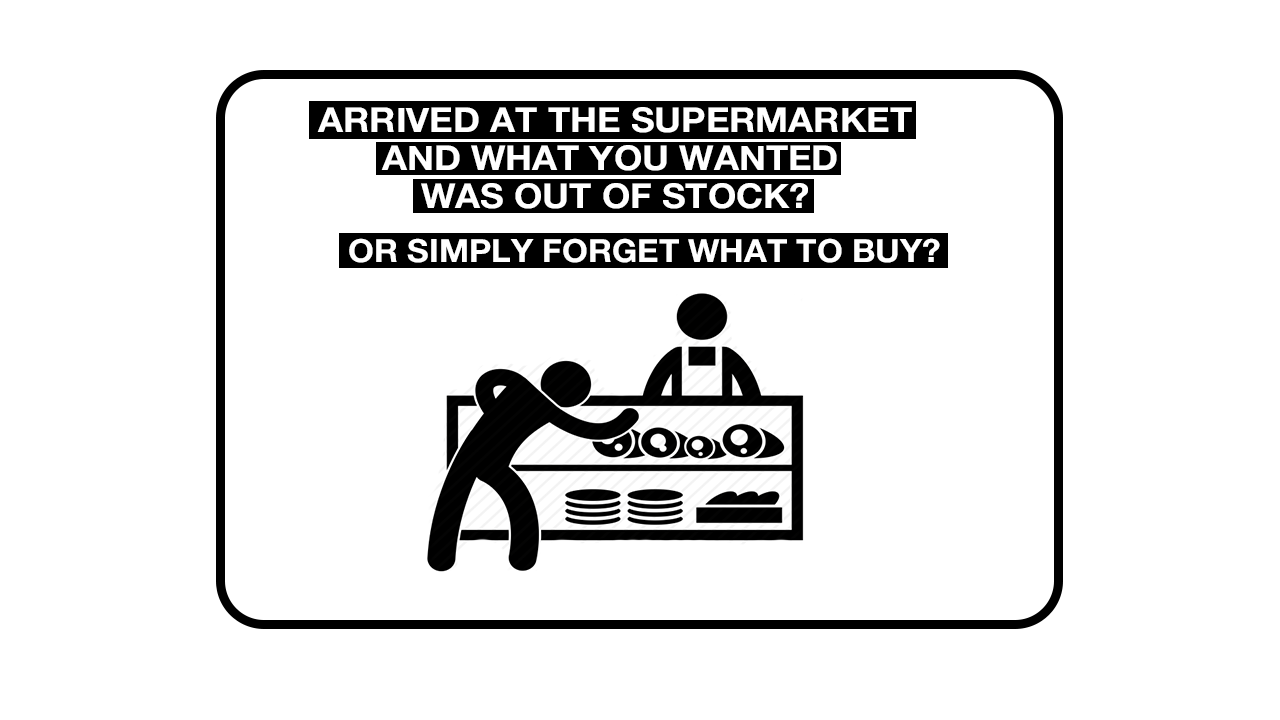 ARRIVED AT THE SUPERMARKET
AND WHAT YOU WANTED
WAS OUT OF STOCK?
OR SIMPLY FORGET WHAT TO BUY?